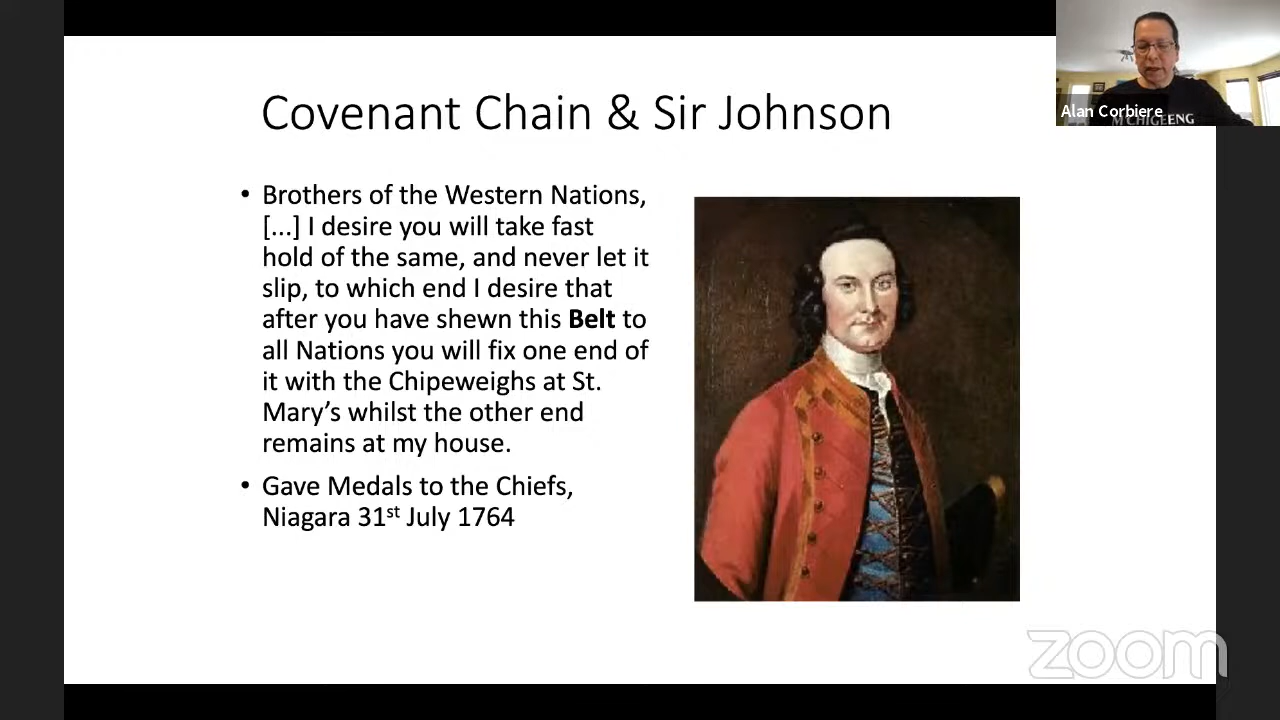 Covenant Chain & Sir Johnson
• Brothers of the Western Nations,
[...] I desire you will take fast
hold of the same, and never let it
slip, to which end I desire that
after you have shewn this Belt to
all Nations you will fix one end of
it with the Chipeweighs at St.
Mary’s whilst the other end
remains at my house.
• Gave Medals to the Chiefs,
Niagara 31st July 1764
Alan Corbiere
M'CHIGEENG
zoom